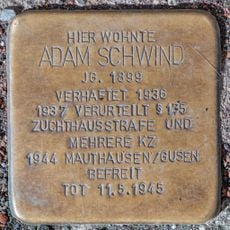 HIER WOHNTE
ADAM SCHWIND
JG. 1899
VERHAFTET 1936
1937 VERURTEILT §175
ZUCHTHAUSSTRAFE UND
MEHRERE KZ
1944 MAUTHAUSEN/GUSEN
BEFREIT
TOT 11.5.1945